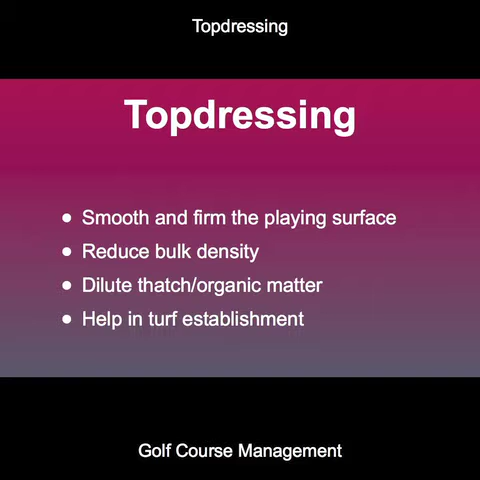 Topdressing
Topdressing
• Smooth and firm the playing surface
• Reduce bulk density
• Dilute thatch/organic matter
• Help in turf establishment
Golf Course Management